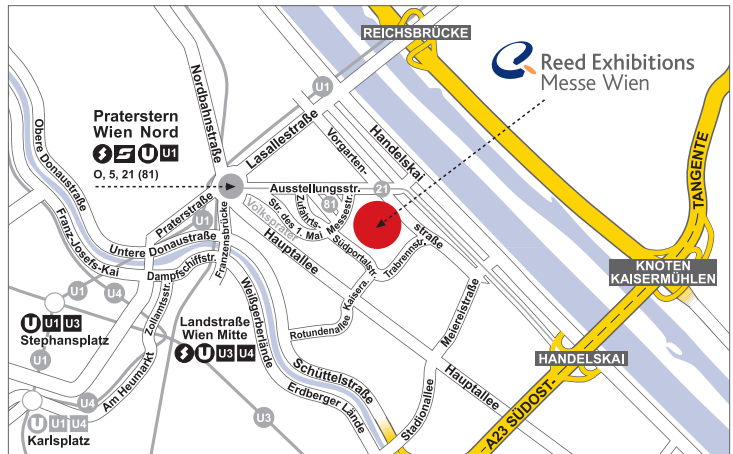 REICHSBRÜCKE
Reed Exhibitions
Messe Wien
Nordbahnstraße
U1
Praterstern
Wien Nord
U U1
O, 5, 21 (81)
Lasallestraße
Vorgarten-
straße
Handelskai
Obere Donaustraße
Ausstellungsstr.
21
TANGENTE
Praterstraße
U1
Volksprater
Str. des 1. Mai
Zufahrts-
81
Messestr.
Südportalstr.
Trabrennstr.
Franz-Josefs-Kai
Untere Donaustraße
Franzensbrücke
Hauptallee
Dampfschiffstr.
Kaisera.
KNOTEN
KAISERMÜHLEN
U4
Zollamtsstr.
Weißgerberlände
Meiereistraße
U U1 U3
Stephansplatz
Landstraße
Wien Mitte
U U3 U4
Rotundenallee
U1
Am Heumarkt
Schüttelstraße
Erdberger Lände
Hauptallee
HANDELSKAI
Stadionallee
U4
U3
U U1 U4
Karlsplatz
A23 SÜDOST-